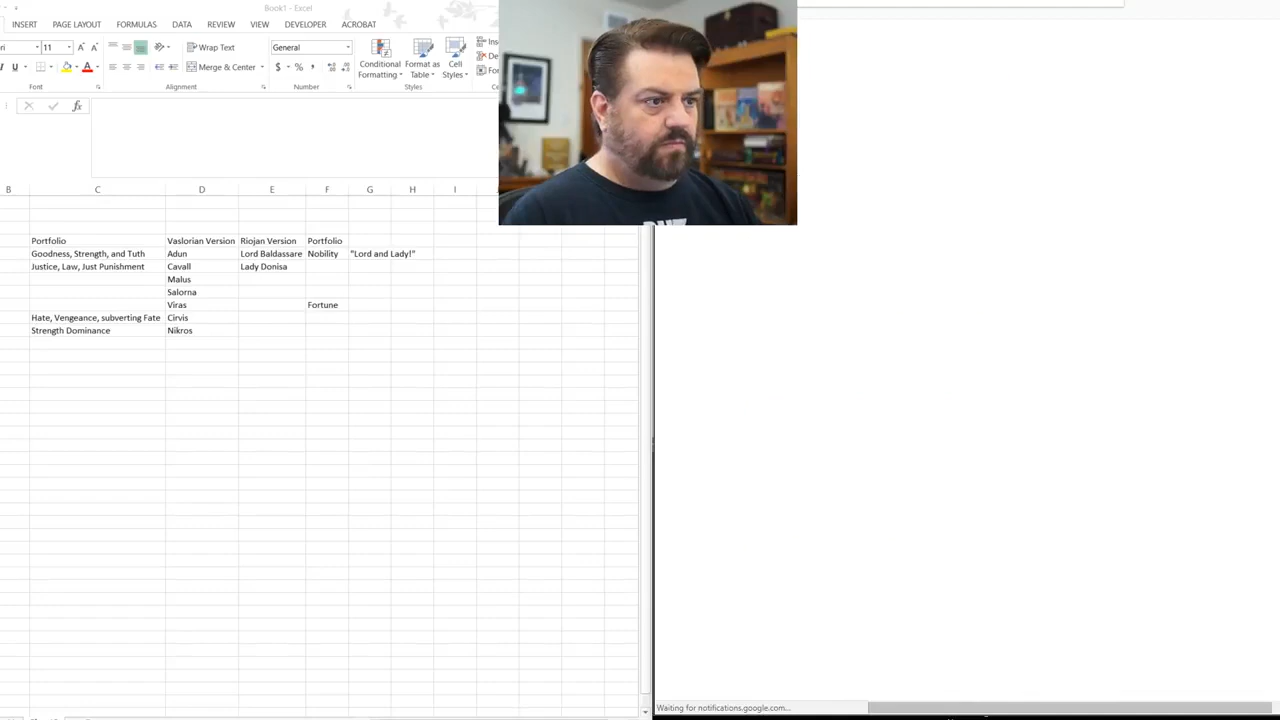 Book1 - Excel
INSERT PAGE LAYOUT FORMULAS DATA REVIEW VIEW DEVELOPER ACROBAT
11 A A Wrap Text General
U A Merge & Center $ % , Conditional Formatting Format as Table Cell Styles
Font Alignment Number Styles
fx
B C D E F G H I
Portfolio Vaslorian Version Riojan Version Portfolio
Goodness, Strength, and Tuth Adun Lord Baldassare Nobility "Lord and Lady!"
Justice, Law, Just Punishment Cavall Lady Donisa
Malus
Salorna
Viras Fortune
Hate, Vengeance, subverting Fate Cirvis
Strength Dominance Nikros
Waiting for notifications.google.com...